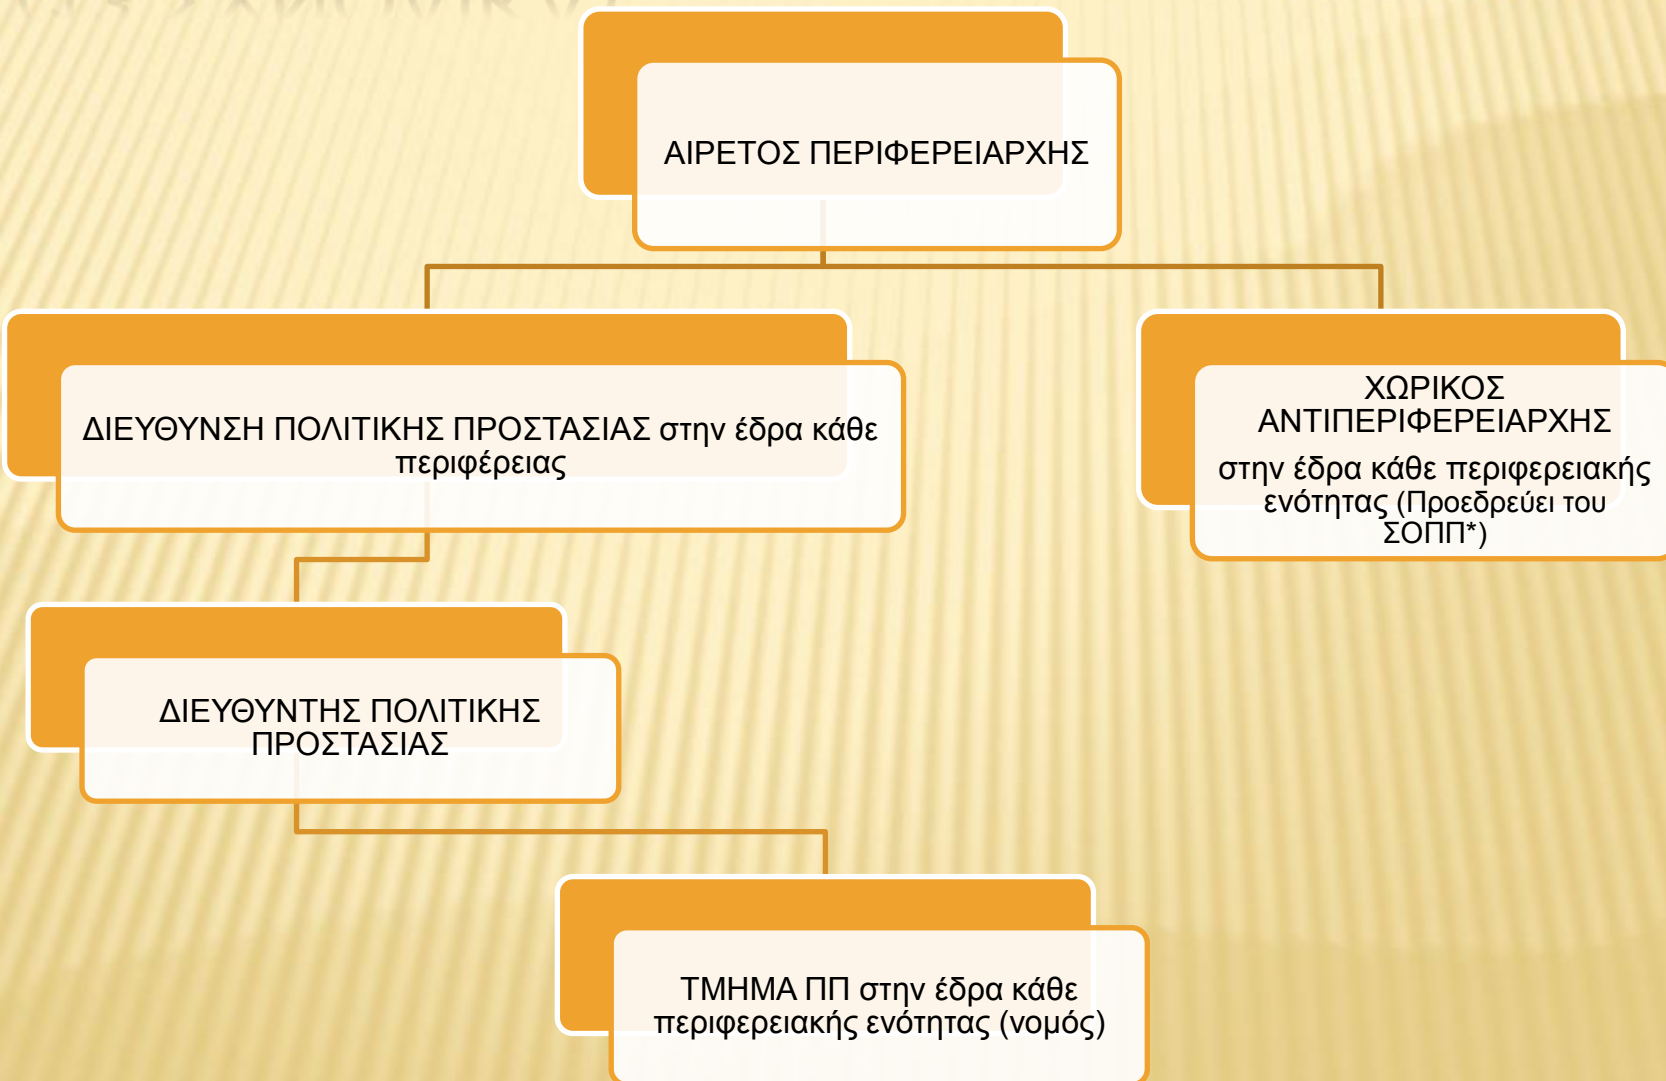 ΑΙΡΕΤΟΣ ΠΕΡΙΦΕΡΕΙΑΡΧΗΣ
ΔΙΕΥΘΥΝΣΗ ΠΟΛΙΤΙΚΗΣ ΠΡΟΣΤΑΣΙΑΣ στην έδρα κάθε
περιφέρειας
ΧΩΡΙΚΟΣ
ΑΝΤΙΠΕΡΙΦΕΡΕΙΑΡΧΗΣ
στην έδρα κάθε περιφερειακής
ενότητας (Προεδρεύει του
ΣΟΠΠ*)
ΔΙΕΥΘΥΝΤΗΣ ΠΟΛΙΤΙΚΗΣ
ΠΡΟΣΤΑΣΙΑΣ
ΤΜΗΜΑ ΠΠ στην έδρα κάθε
περιφερειακής ενότητας (νομός)